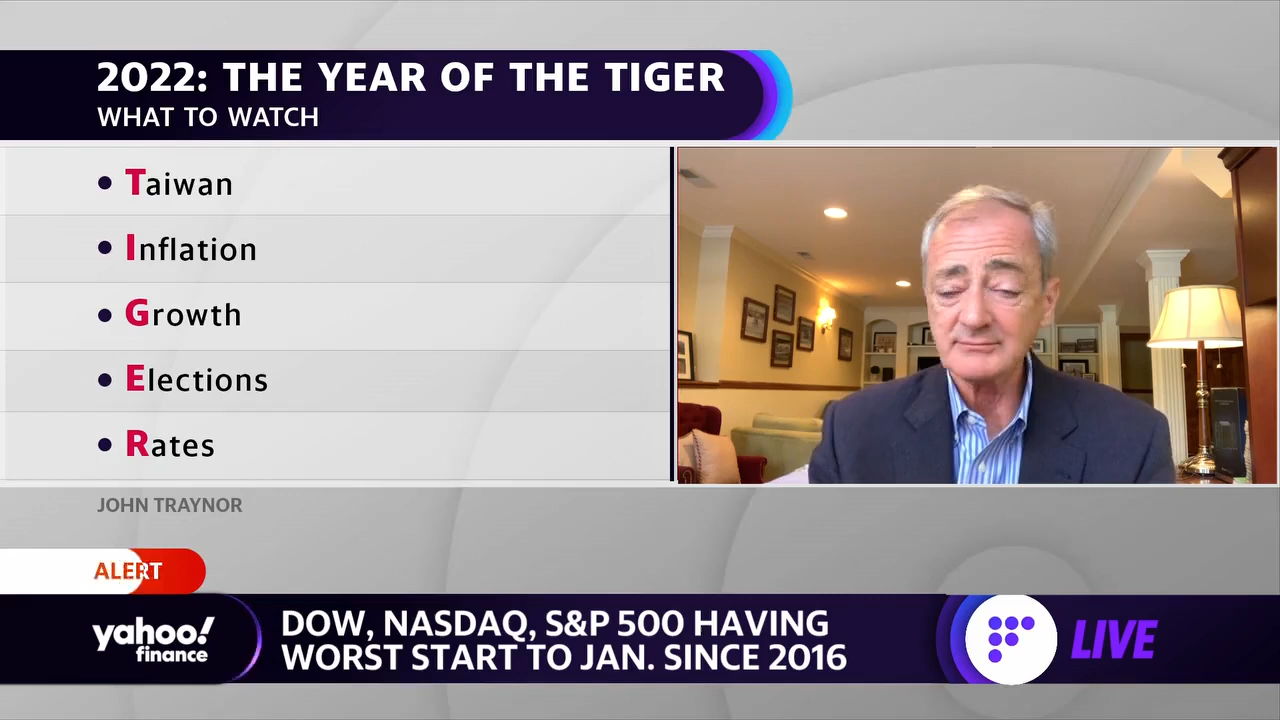 2022: THE YEAR OF THE TIGER
WHAT TO WATCH
• Taiwan
• Inflation
• Growth
• Elections
• Rates
JOHN TRAYNOR
ALERT
yahoo!
finance
DOW, NASDAQ, S&P 500 HAVING
WORST START TO JAN. SINCE 2016
LIVE